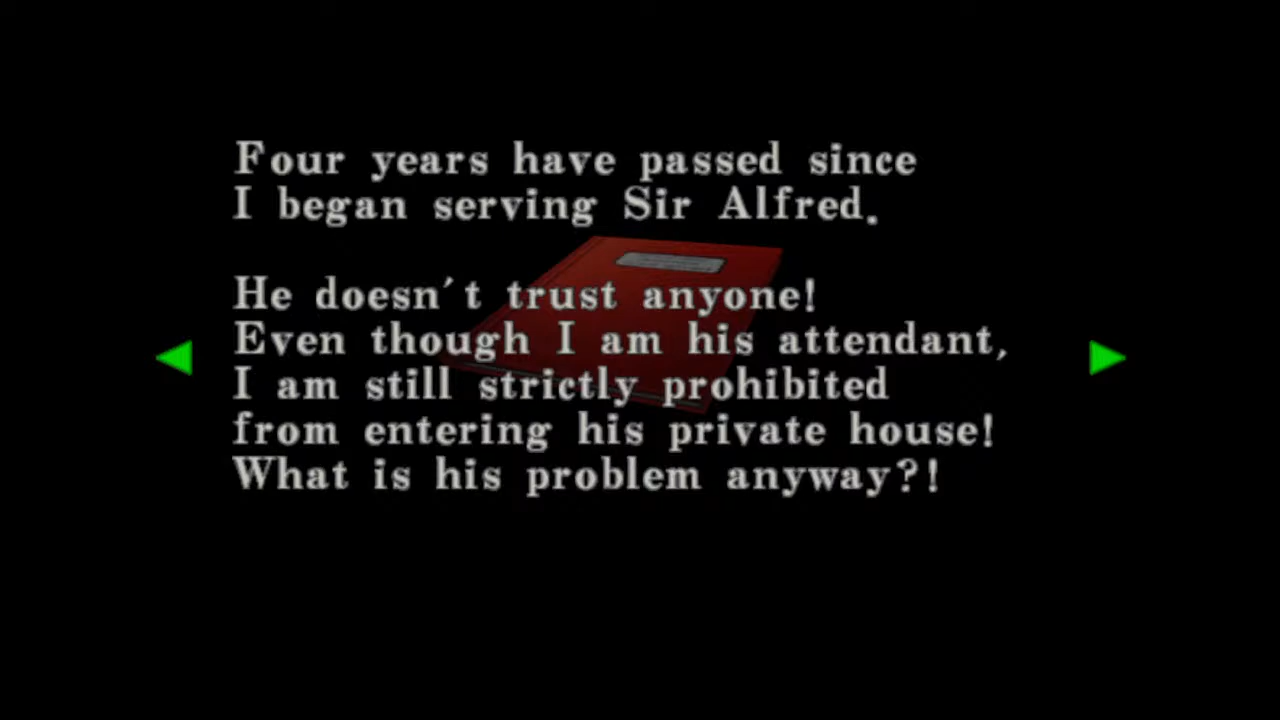 Four years have passed since
I began serving Sir Alfred.
He doesn't trust anyone!
Even though I am his attendant,
I am still strictly prohibited
from entering his private house!
What is his problem anyway?!